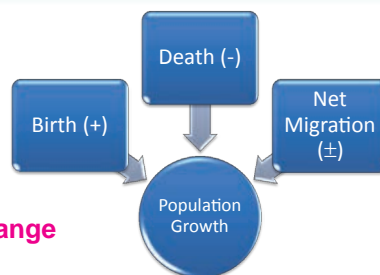 Death (-)
Birth (+)
Net
Migration
(±)
Population
Growth
ange